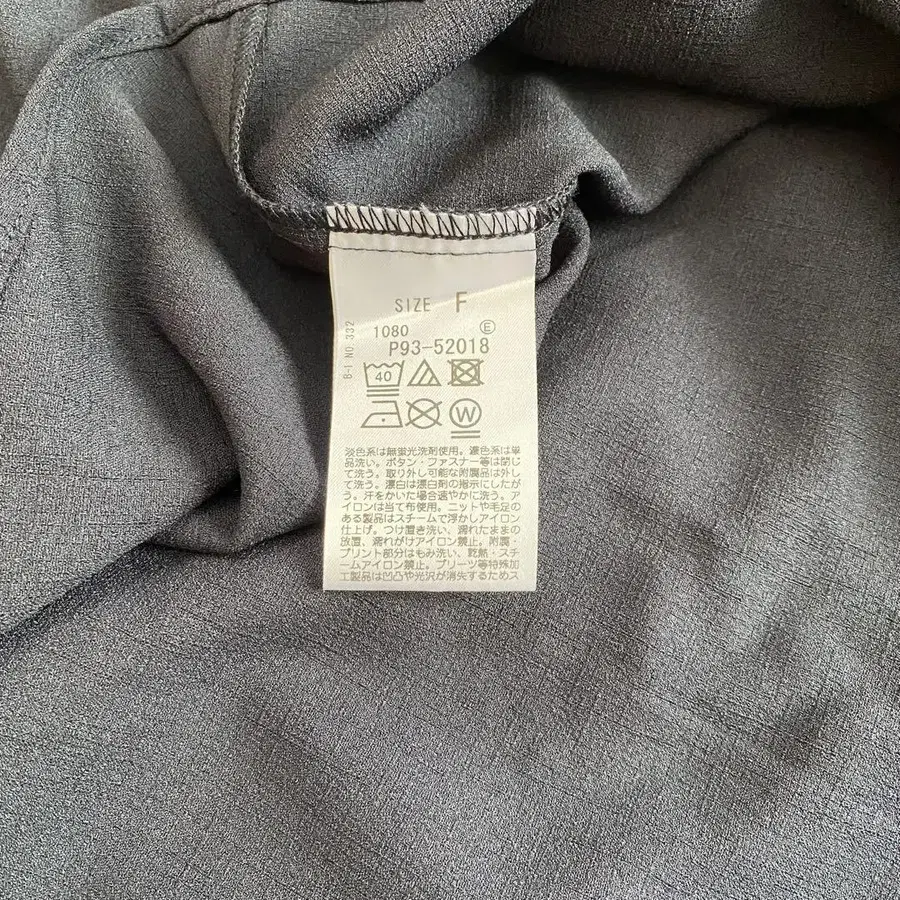 SIZE F
1080 Ⓔ
P93-52018
B-1 NO.332
40
W
淡色系は無蛍光洗剤使用。濃色系は単
品洗い。ボタン・ファスナー等は閉じ
て洗う。取り外し可能な附属品は外し
て洗う。漂白は漂白剤の指示にしたが
う。汗をかいた場合速やかに洗う。ア
イロンは当て布使用。ニットや毛足の
ある製品はスチームで浮かしアイロン
仕上げ。つけ置き洗い、濡れたままの
放置、濡れがけアイロン禁止。附属・
プリント部分はもみ洗い、乾熱・スチ
ームアイロン禁止。プリーツ等特殊加
工製品は凹凸や光沢が消失するためス